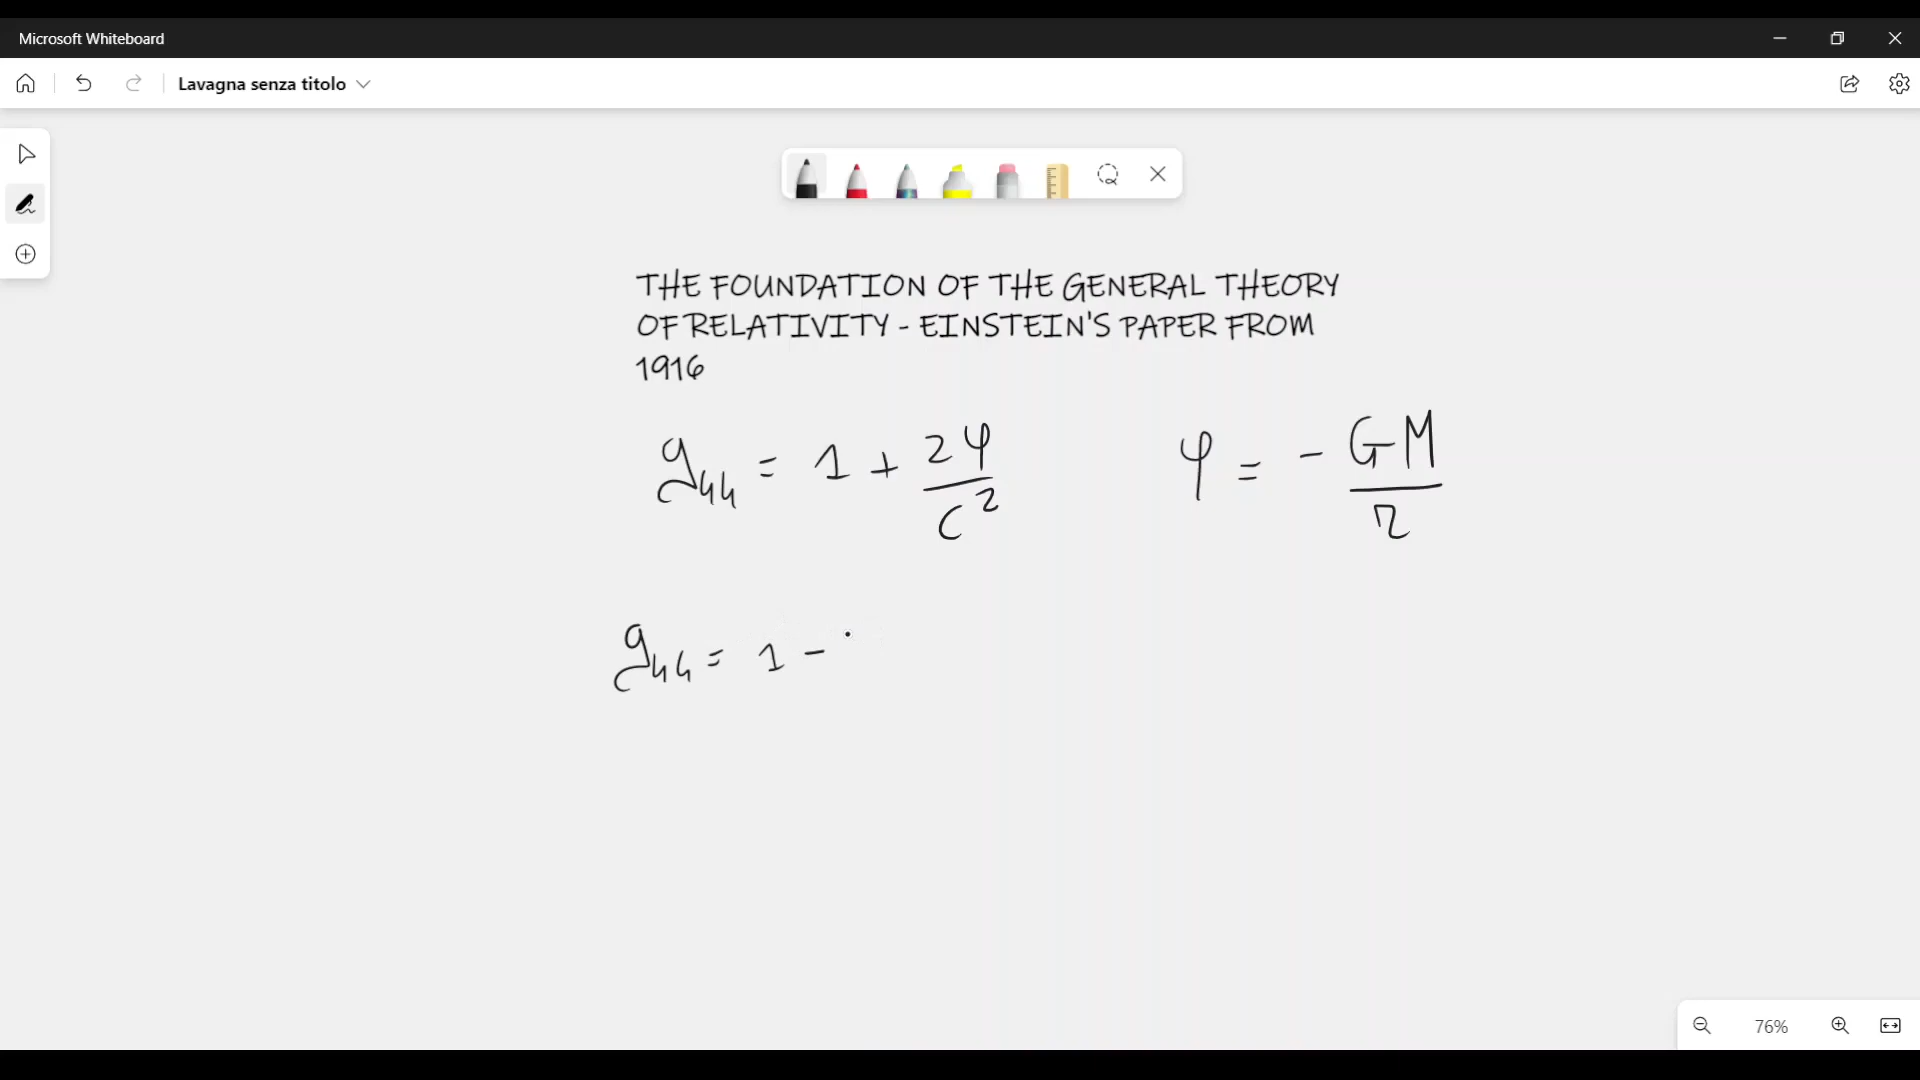 Microsoft Whiteboard
Lavagna senza titolo
THE FOUNDATION OF THE GENERAL THEORY
OF RELATIVITY - EINSTEIN'S PAPER FROM
1916
g₄₄ = 1 + 2φ/c²
φ = - GM/r
g₄₄ = 1 -
76%